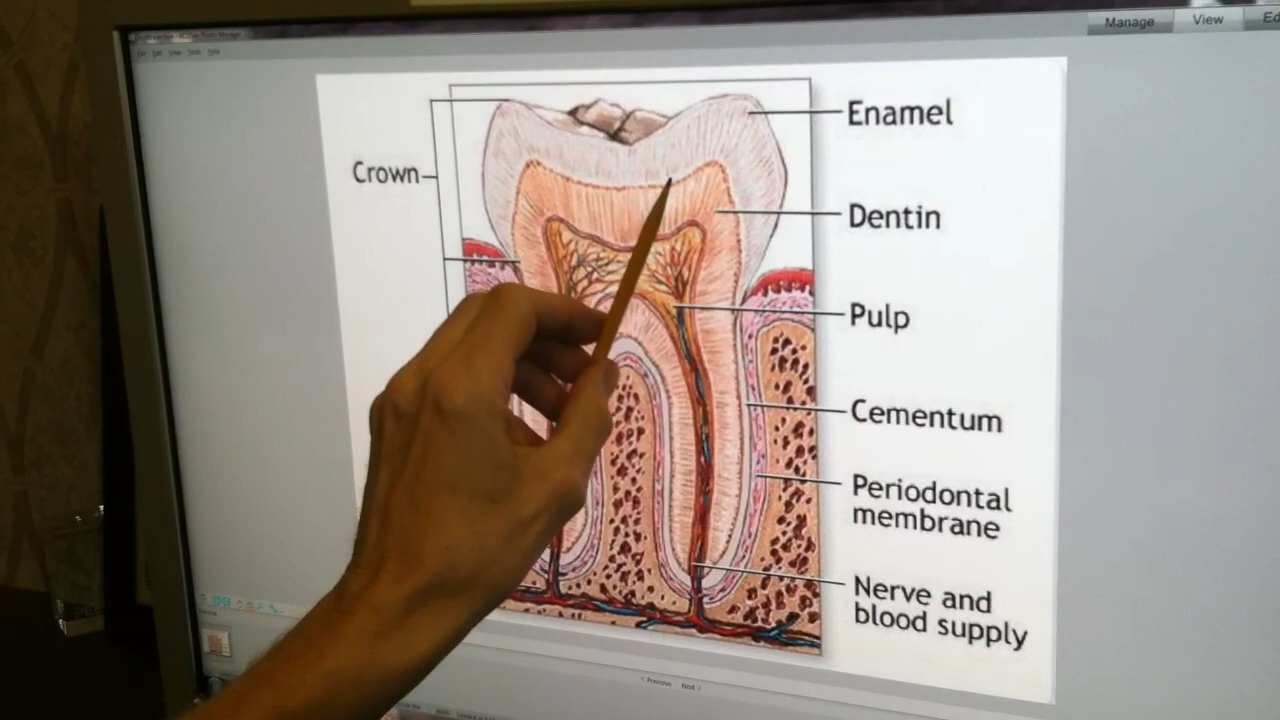 Manage View
Crown
Enamel
Dentin
Pulp
Cementum
Periodontal
membrane
Nerve and
blood supply
Previous Next